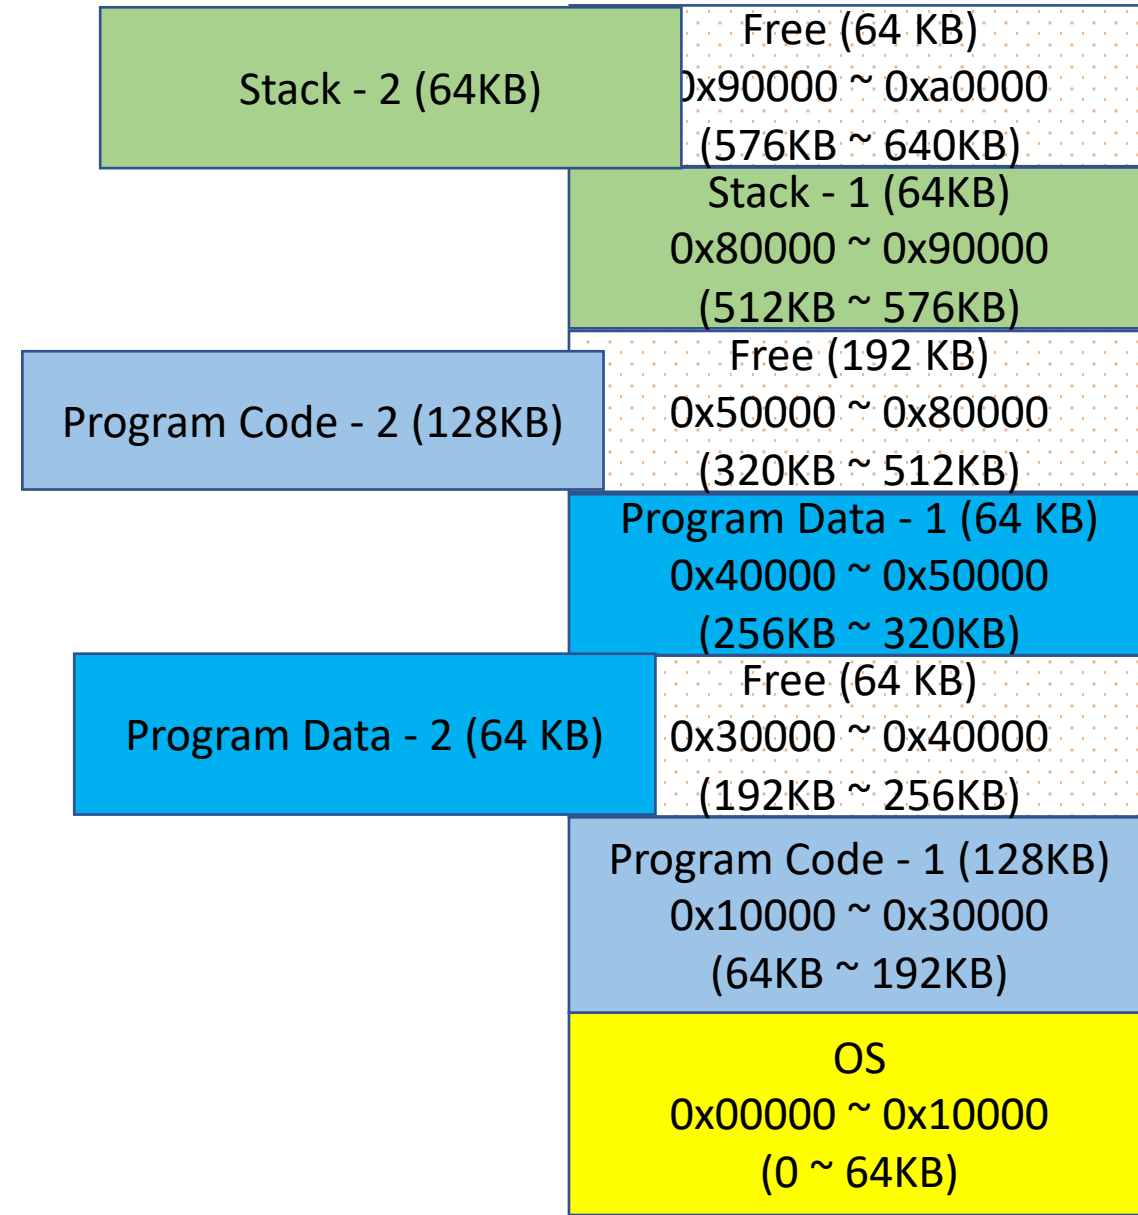 Stack - 2 (64KB)
Free (64 KB)
0x90000 ~ 0xa0000
(576KB ~ 640KB)
Stack - 1 (64KB)
0x80000 ~ 0x90000
(512KB ~ 576KB)
Program Code - 2 (128KB)
Free (192 KB)
0x50000 ~ 0x80000
(320KB ~ 512KB)
Program Data - 1 (64 KB)
0x40000 ~ 0x50000
(256KB ~ 320KB)
Program Data - 2 (64 KB)
Free (64 KB)
0x30000 ~ 0x40000
(192KB ~ 256KB)
Program Code - 1 (128KB)
0x10000 ~ 0x30000
(64KB ~ 192KB)
OS
0x00000 ~ 0x10000
(0 ~ 64KB)